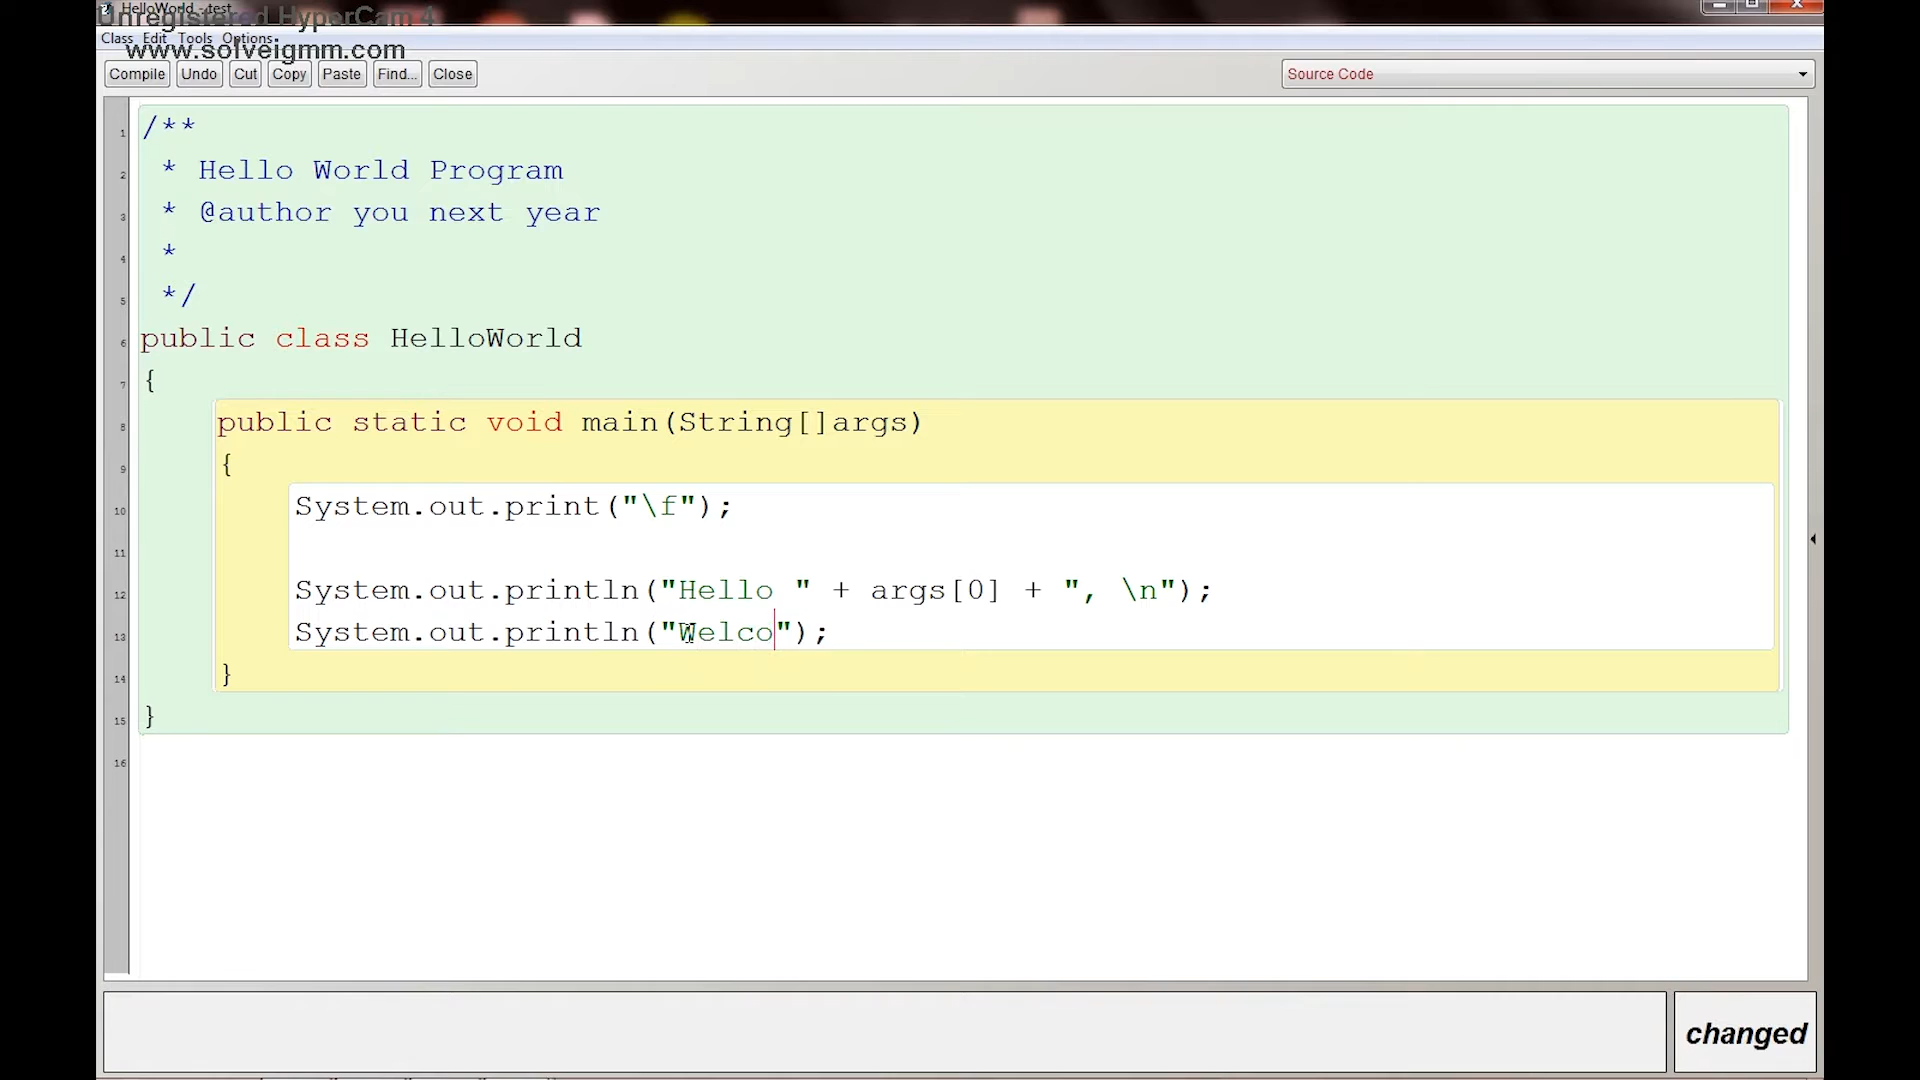 HelloWorld - test
Unregistered HyperCam 4
Class Edit Tools Options
www.solveigmm.com
Compile Undo Cut Copy Paste Find... Close Source Code
1 /**
2 * Hello World Program
3 * @author you next year
4 *
5 */
6 public class HelloWorld
7 {
8 public static void main(String[]args)
9 {
10 System.out.print("\f");
11
12 System.out.println("Hello " + args[0] + ", \n");
13 System.out.println("Welco");
14 }
15 }
16
changed